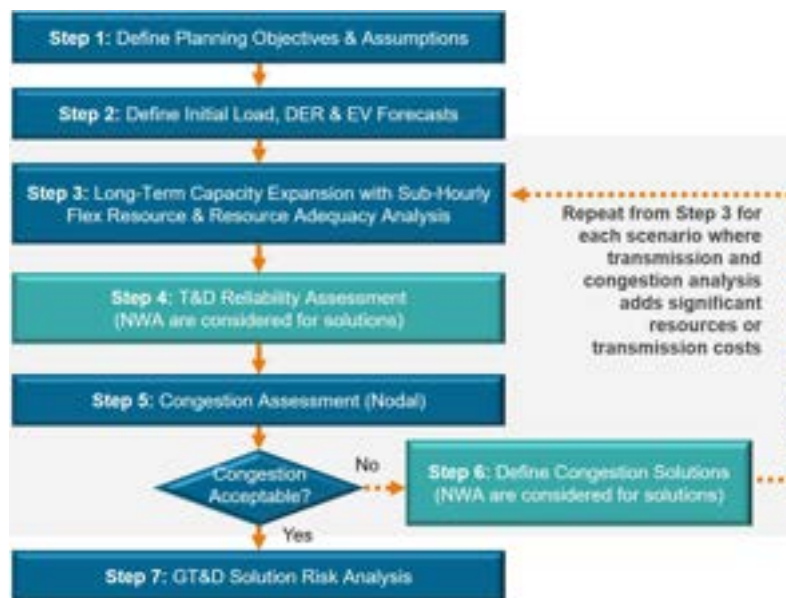 Step 1: Define Planning Objectives & Assumptions
Step 2: Define Initial Load, DER & EV Forecasts
Step 3: Long-Term Capacity Expansion with Sub-Hourly
Flex Resource & Resource Adequacy Analysis
Repeat from Step 3 for
each scenario where
transmission and
congestion analysis
adds significant
resources or
transmission costs
Step 4: T&D Reliability Assessment
(NWA are considered for solutions)
Step 5: Congestion Assessment (Nodal)
Congestion
Acceptable?
No
Step 6: Define Congestion Solutions
(NWA are considered for solutions)
Yes
Step 7: GT&D Solution Risk Analysis